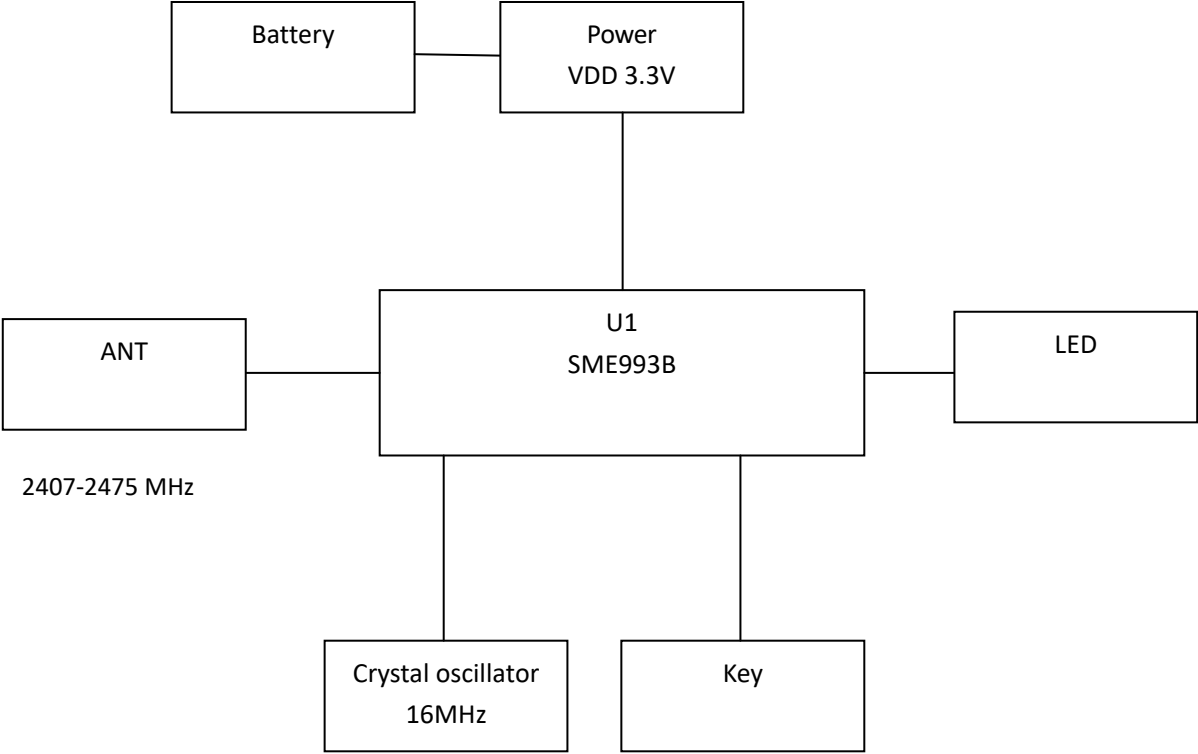 Battery
Power
VDD 3.3V
U1
SME993B
ANT
LED
2407-2475 MHz
Crystal oscillator
16MHz
Key